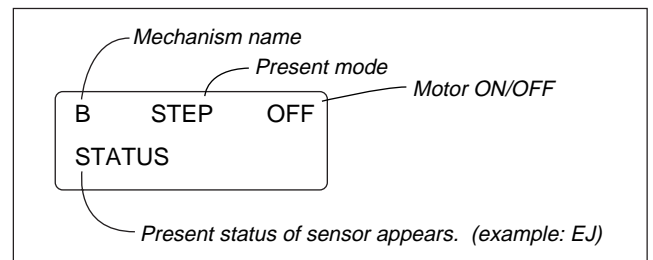 Mechanism name
Present mode
Motor ON/OFF
B STEP OFF
STATUS
Present status of sensor appears. (example: EJ)